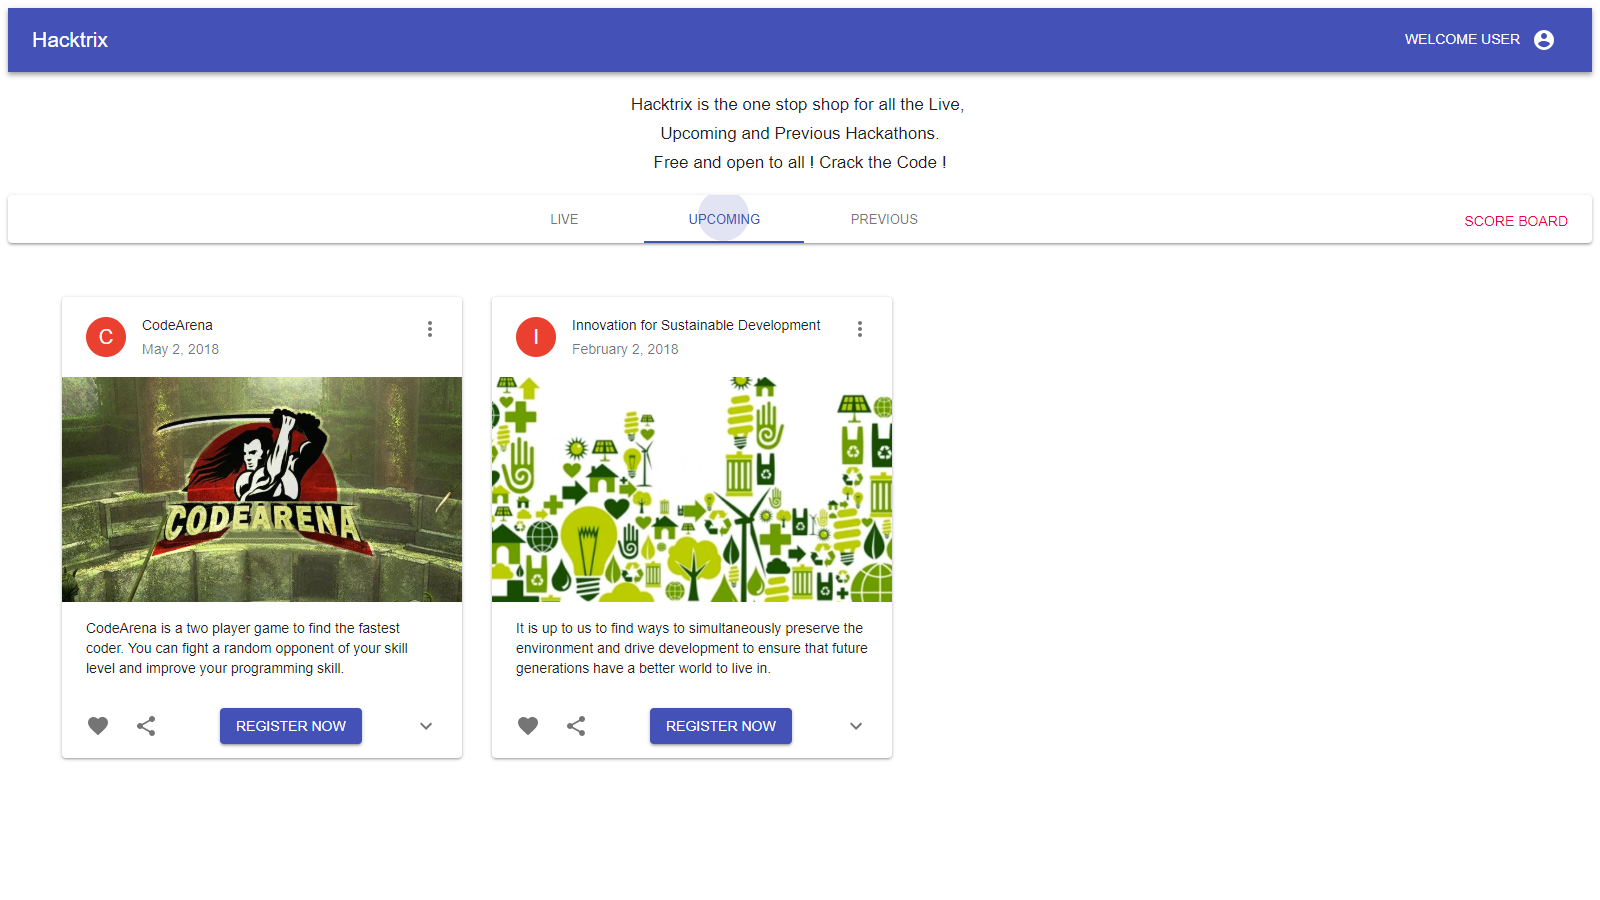 Hacktrix
WELCOME USER
Hacktrix is the one stop shop for all the Live,
Upcoming and Previous Hackathons.
Free and open to all ! Crack the Code !
LIVE
UPCOMING
PREVIOUS
SCORE BOARD
C
CodeArena
May 2, 2018
CODEARENA
CodeArena is a two player game to find the fastest
coder. You can fight a random opponent of your skill
level and improve your programming skill.
REGISTER NOW
I
Innovation for Sustainable Development
February 2, 2018
It is up to us to find ways to simultaneously preserve the
environment and drive development to ensure that future
generations have a better world to live in.
REGISTER NOW